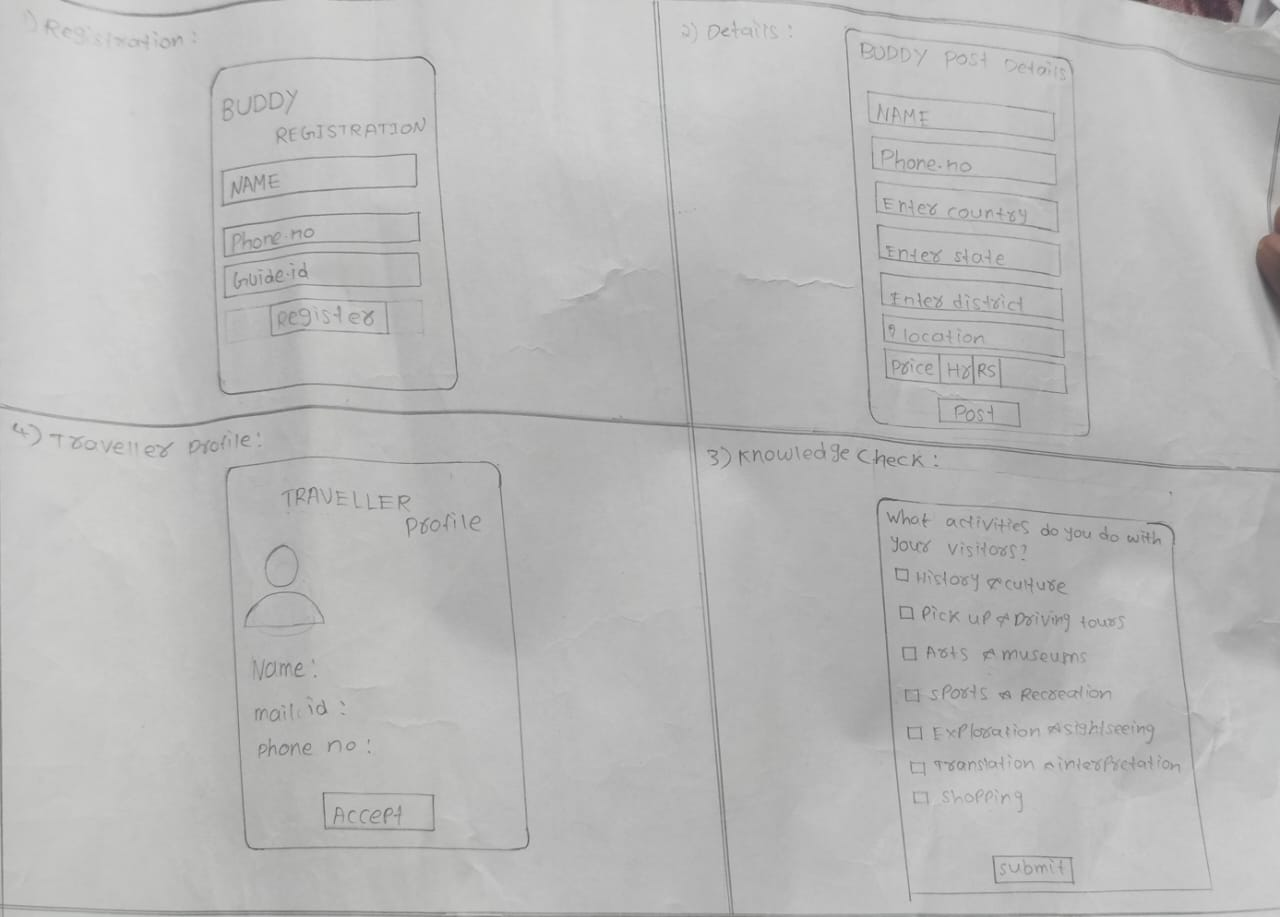 1) Registration:
BUDDY
REGISTRATION
NAME
Phone.no
Guide.id
Register
2) Details:
BUDDY Post Details
NAME
Phone.no
Enter country
Enter state
Enter district
location
Price Hr RS
Post
4) Traveller Profile:
TRAVELLER
Profile
Name:
mail.id:
phone no:
Accept
3) Knowledge Check:
What activities do you do with
your visitors?
History & culture
Pick up & Driving tours
Arts & museums
sports & Recreation
Exploration & sightseeing
Translation & interpretation
shopping
submit